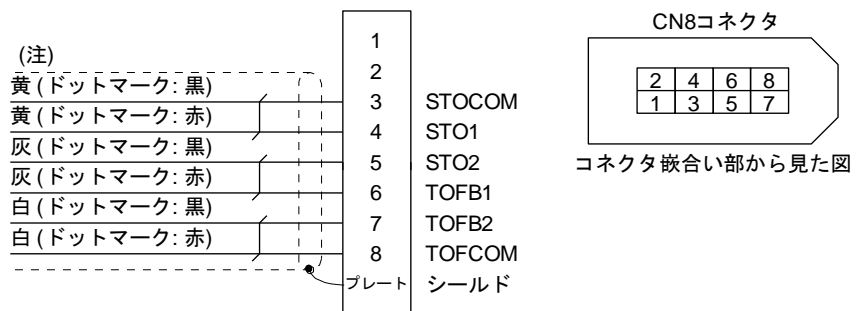 (注)
黄 (ドットマーク: 黒)
黄 (ドットマーク: 赤)
灰 (ドットマーク: 黒)
灰 (ドットマーク: 赤)
白 (ドットマーク: 黒)
白 (ドットマーク: 赤)
1
2
3 STOCOM
4 STO1
5 STO2
6 TOFB1
7 TOFB2
8 TOFCOM
プレート シールド
CN8コネクタ
2 4 6 8
1 3 5 7
コネクタ嵌合い部から見た図